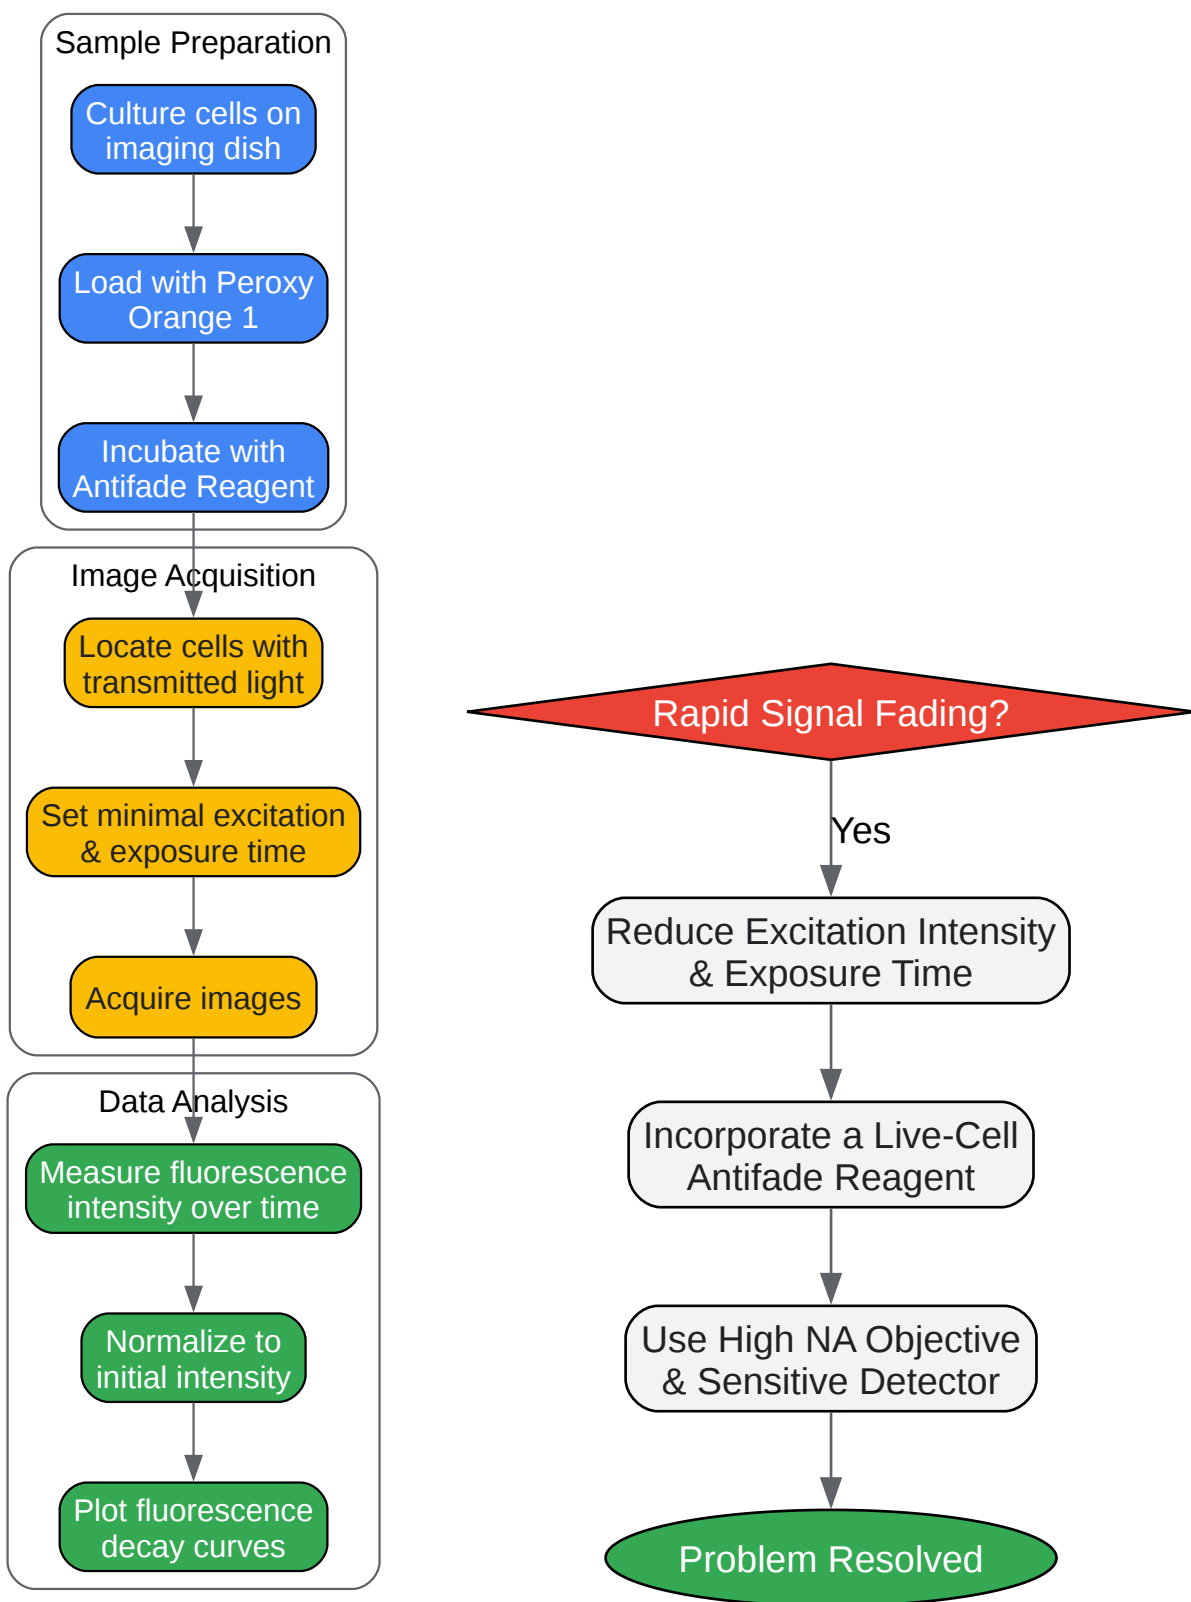 Sample Preparation
Culture cells on
imaging dish
Load with Peroxy
Orange 1
Incubate with
Antifade Reagent
Image Acquisition
Locate cells with
transmitted light
Set minimal excitation
& exposure time
Acquire images
Data Analysis
Measure fluorescence
intensity over time
Normalize to
initial intensity
Plot fluorescence
decay curves
Rapid Signal Fading?
Yes
Reduce Excitation Intensity
& Exposure Time
Incorporate a Live-Cell
Antifade Reagent
Use High NA Objective
& Sensitive Detector
Problem Resolved